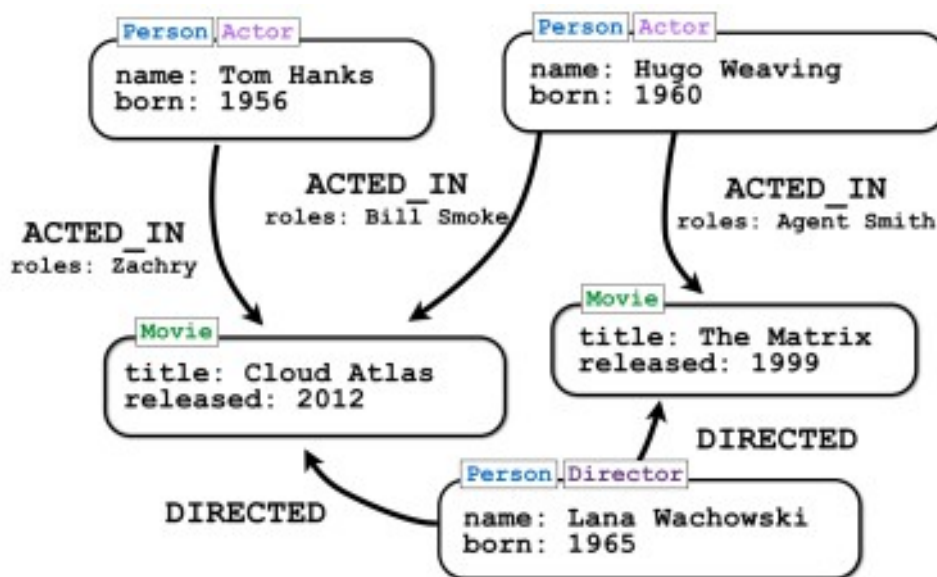 Person Actor
name: Tom Hanks
born: 1956
Person Actor
name: Hugo Weaving
born: 1960
ACTED_IN
roles: Zachry
ACTED_IN
roles: Bill Smoke
ACTED_IN
roles: Agent Smith
Movie
title: Cloud Atlas
released: 2012
Movie
title: The Matrix
released: 1999
DIRECTED
DIRECTED
Person Director
name: Lana Wachowski
born: 1965